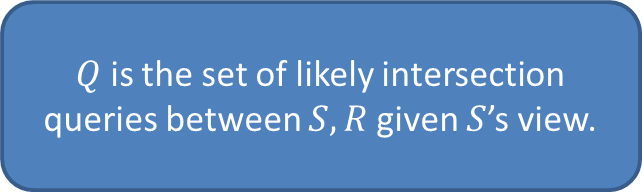 Q is the set of likely intersection
queries between S, R given S’s view.